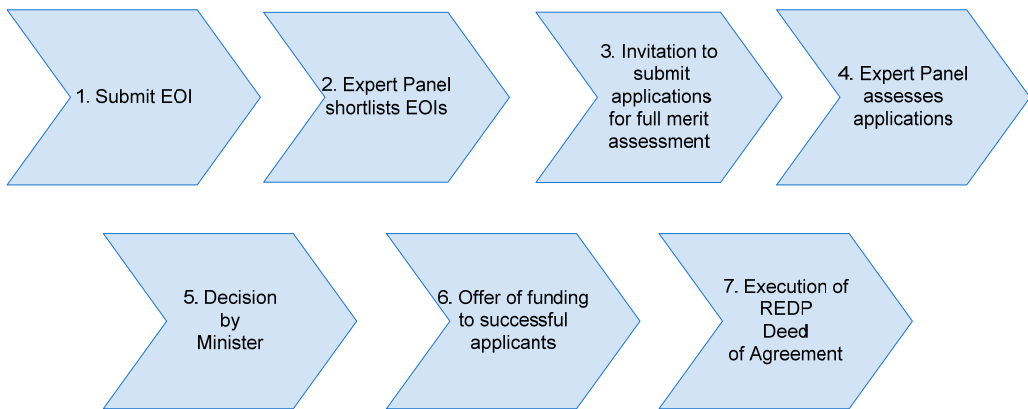 1. Submit EOI
2. Expert Panel
shortlists EOIs
3. Invitation to
submit
applications
for full merit
assessment
4. Expert Panel
assesses
applications
5. Decision
by
Minister
6. Offer of funding
to successful
applicants
7. Execution of
REDP
Deed
of Agreement